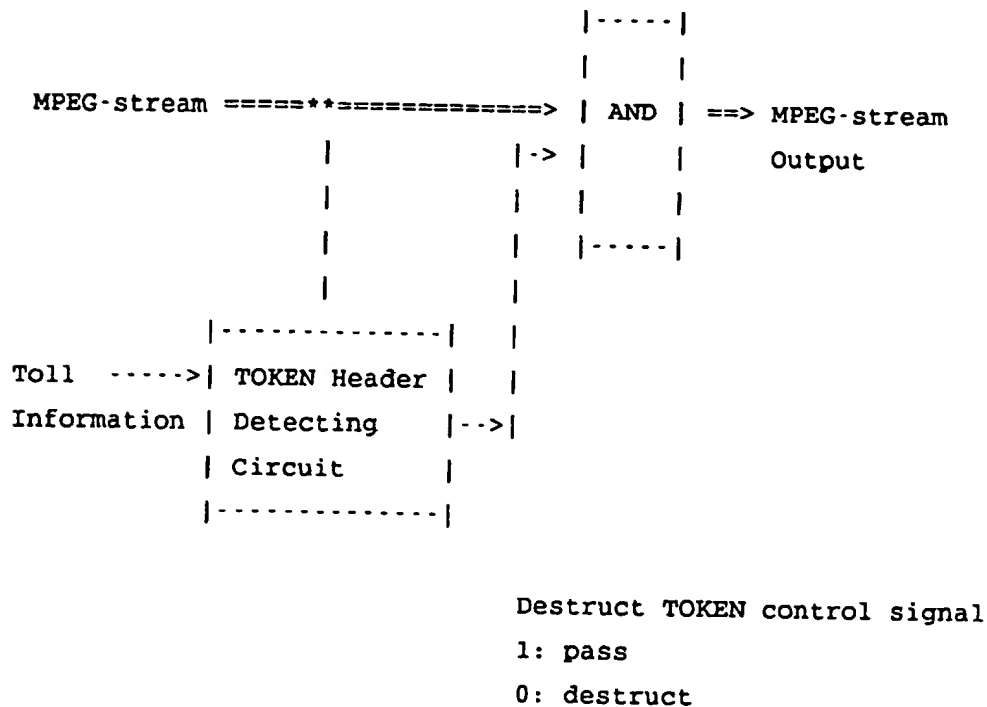 MPEG-stream =====**=============> | AND | ==> MPEG-stream
Output
Toll ----->| TOKEN Header |
Information | Detecting |-->|
| Circuit |
Destruct TOKEN control signal
1: pass
0: destruct